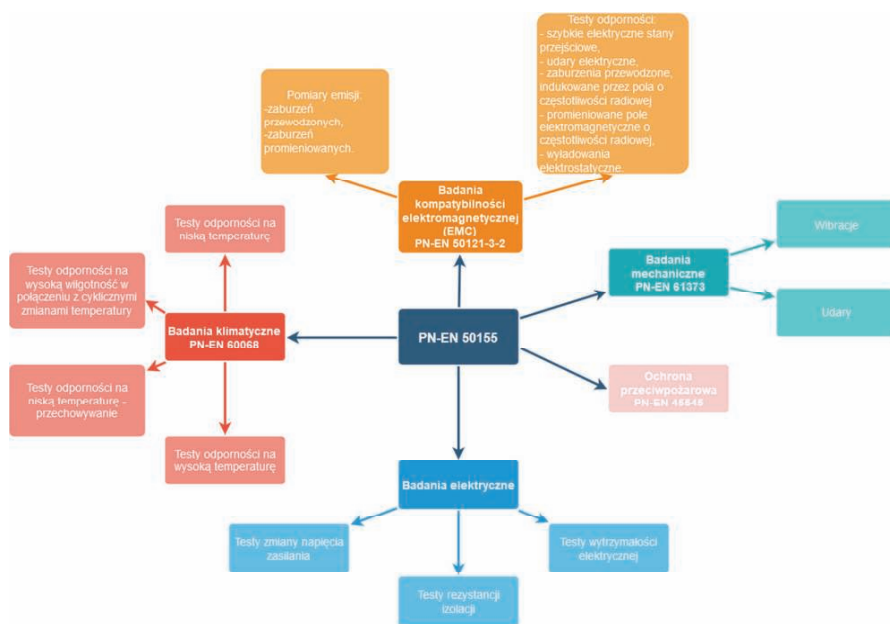 Testy odporności:
- szybkie elektryczne stany
przejściowe,
- udary elektryczne,
- zaburzenia przewodzone,
indukowane przez pola o
częstotliwości radiowej
- promieniowane pole
elektromagnetyczne o
częstotliwości radiowej,
- wyładowania
elektrostatyczne.
Pomiary emisji:
-zaburzeń
przewodzonych,
-zaburzeń
promieniowanych.
Badania
kompatybilności
elektromagnetycznej
(EMC)
PN-EN 50121-3-2
Testy odporności na
niską temperaturę
Wibracje
Badania
mechaniczne
PN-EN 61373
Testy odporności na
wysoką wilgotność w
połączeniu z cyklicznymi
zmianami temperatury
Udary
Badania klimatyczne
PN-EN 60068
PN-EN 50155
Ochrona
przeciwpożarowa
PN-EN 45545
Testy odporności na
niską temperaturę -
przechowywanie
Testy odporności na
wysoką temperaturę
Badania elektryczne
Testy zmiany napięcia
zasilania
Testy wytrzymałości
elektrycznej
Testy rezystancji
izolacji